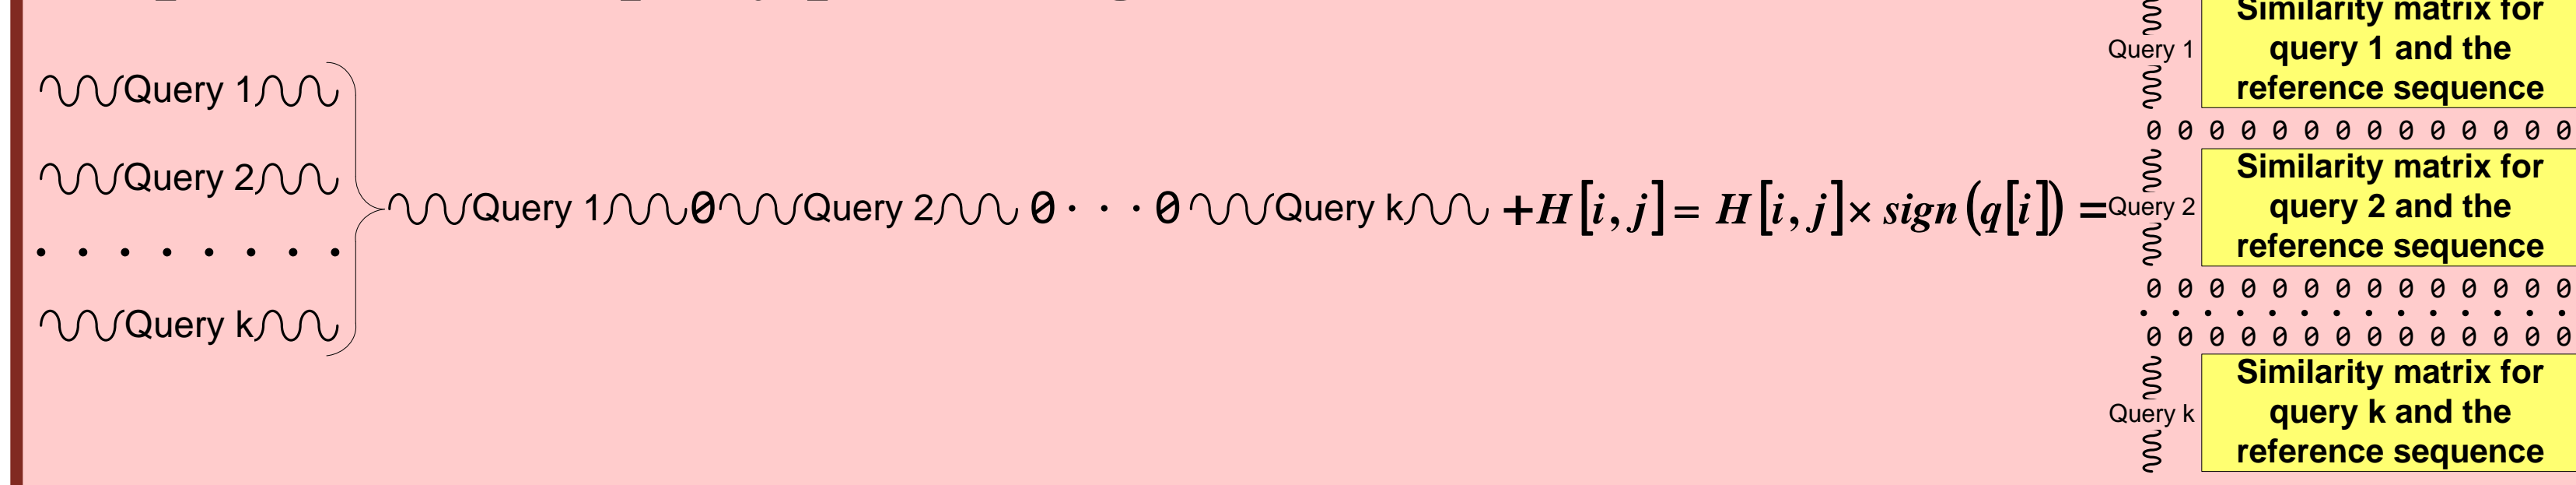 Query 1
Query 2
. . . . . . . .
Query k
Query 1 0 Query 2 0 · · · 0 Query k +H[i,j]= H[i,j]× sign(q[i]) =
Query 1
Similarity matrix for
query 1 and the
reference sequence
0 0 0 0 0 0 0 0 0 0 0 0 0 0
Query 2
Similarity matrix for
query 2 and the
reference sequence
0 0 0 0 0 0 0 0 0 0 0 0 0 0
. . . . . . . . . . . . . .
0 0 0 0 0 0 0 0 0 0 0 0 0 0
Query k
Similarity matrix for
query k and the
reference sequence